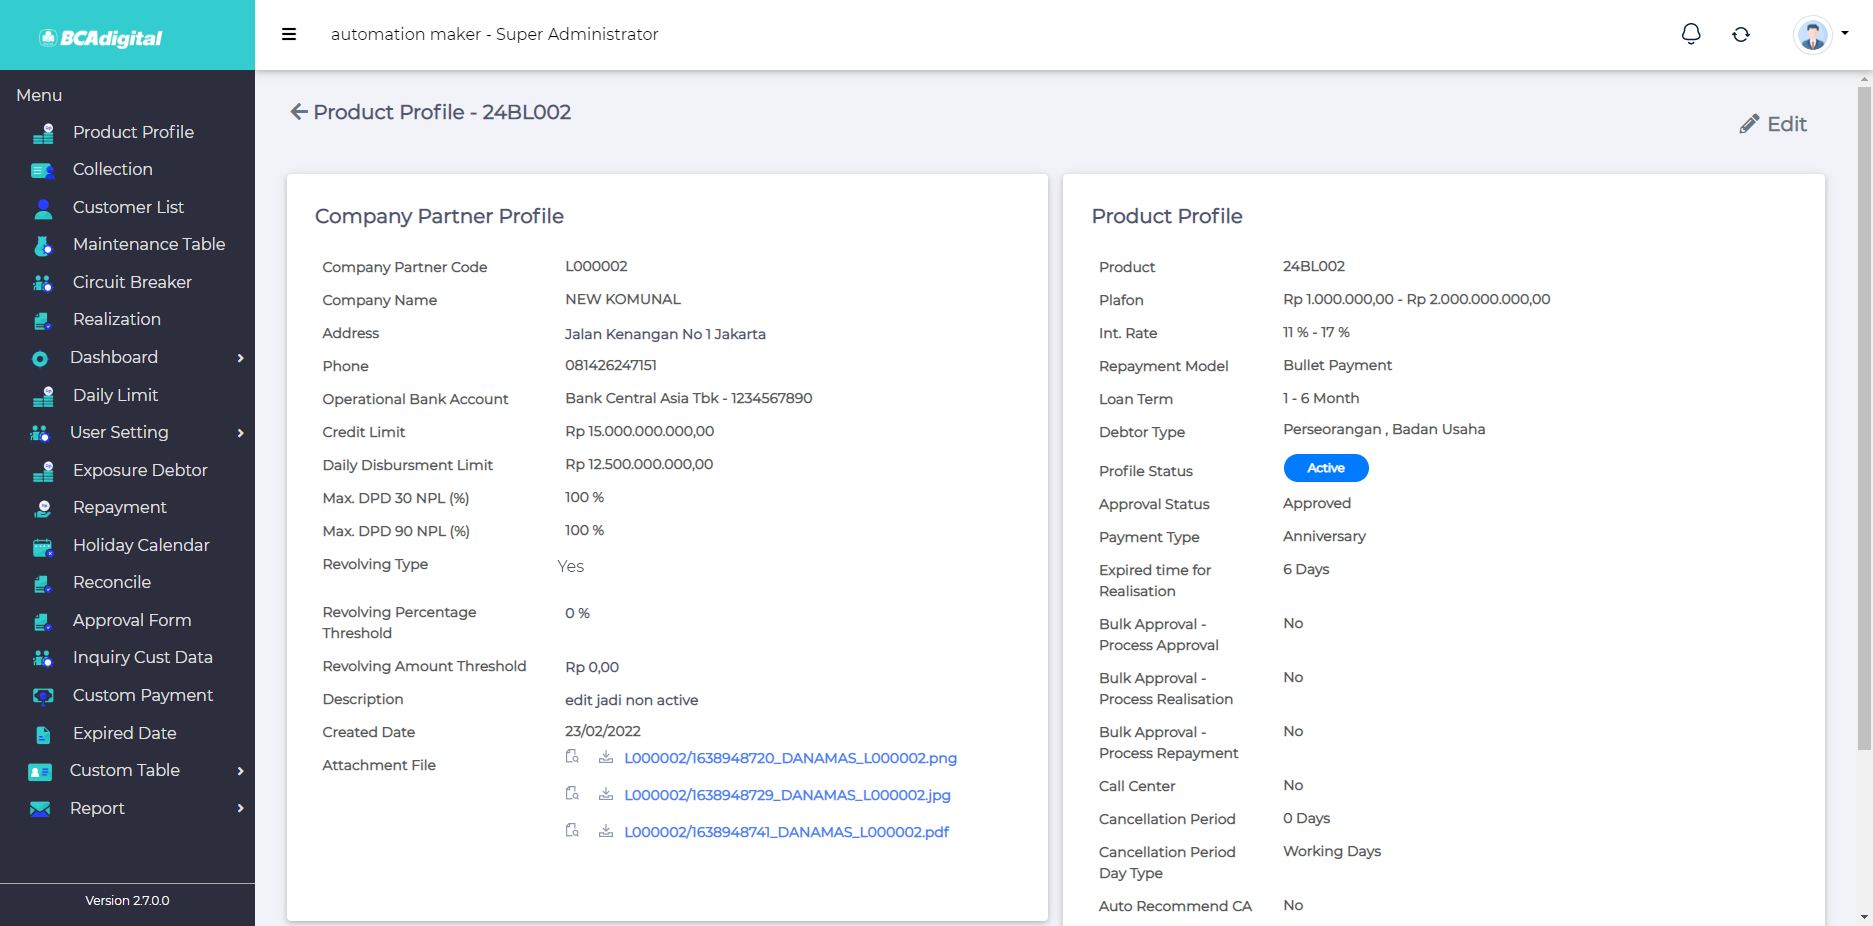 BCAdigital
automation maker - Super Administrator
Menu
Product Profile
Collection
Customer List
Maintenance Table
Circuit Breaker
Realization
Dashboard
Daily Limit
User Setting
Exposure Debtor
Repayment
Holiday Calendar
Reconcile
Approval Form
Inquiry Cust Data
Custom Payment
Expired Date
Custom Table
Report
Version 2.7.0.0
Product Profile - 24BL002
Edit
Company Partner Profile
Company Partner Code L000002
Company Name NEW KOMUNAL
Address Jalan Kenangan No 1 Jakarta
Phone 081426247151
Operational Bank Account Bank Central Asia Tbk - 1234567890
Credit Limit Rp 15.000.000.000,00
Daily Disbursment Limit Rp 12.500.000.000,00
Max. DPD 30 NPL (%) 100 %
Max. DPD 90 NPL (%) 100 %
Revolving Type Yes
Revolving Percentage 0 %
Threshold
Revolving Amount Threshold Rp 0,00
Description edit jadi non active
Created Date 23/02/2022
Attachment File L000002/1638948720_DANAMAS_L000002.png
L000002/1638948729_DANAMAS_L000002.jpg
L000002/1638948741_DANAMAS_L000002.pdf
Product Profile
Product 24BL002
Plafon Rp 1.000.000,00 - Rp 2.000.000.000,00
Int. Rate 11 % - 17 %
Repayment Model Bullet Payment
Loan Term 1 - 6 Month
Debtor Type Perseorangan , Badan Usaha
Profile Status Active
Approval Status Approved
Payment Type Anniversary
Expired time for 6 Days
Realisation
Bulk Approval - No
Process Approval
Bulk Approval - No
Process Realisation
Bulk Approval - No
Process Repayment
Call Center No
Cancellation Period 0 Days
Cancellation Period Working Days
Day Type
Auto Recommend CA No